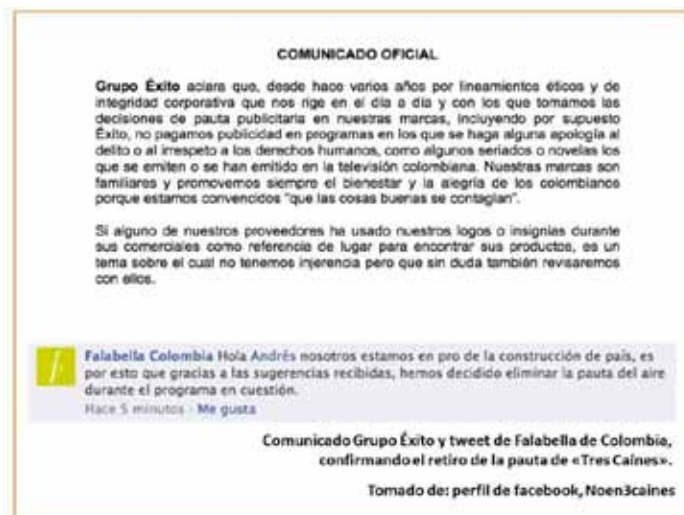 COMUNICADO OFICIAL
Grupo Éxito aclara que, desde hace varios años por lineamientos éticos y de
integridad corporativa que nos rige en el día a día y con los que tomamos las
decisiones de pauta publicitaria en nuestras marcas, incluyendo por supuesto
Éxito, no pagamos publicidad en programas en los que se haga alguna apología al
delito o al irrespeto a los derechos humanos, como algunos seriados o novelas los
que se emiten o se han emitido en la televisión colombiana. Nuestras marcas son
familiares y promovemos siempre el bienestar y la alegría de los colombianos
porque estamos convencidos "que las cosas buenas se contagian".
Si alguno de nuestros proveedores ha usado nuestros logos o insignias durante
sus comerciales como referencia de lugar para encontrar sus productos, es un
tema sobre el cual no tenemos injerencia pero que sin duda también revisaremos
con ellos.
Falabella Colombia Hola Andrés nosotros estamos en pro de la construcción de país, es
por esto que gracias a las sugerencias recibidas, hemos decidido eliminar la pauta del aire
durante el programa en cuestión.
Hace 5 minutos · Me gusta
Comunicado Grupo Éxito y tweet de Falabella de Colombia,
confirmando el retiro de la pauta de «Tres Caínes».
Tomado de: perfil de facebook, Noen3caines